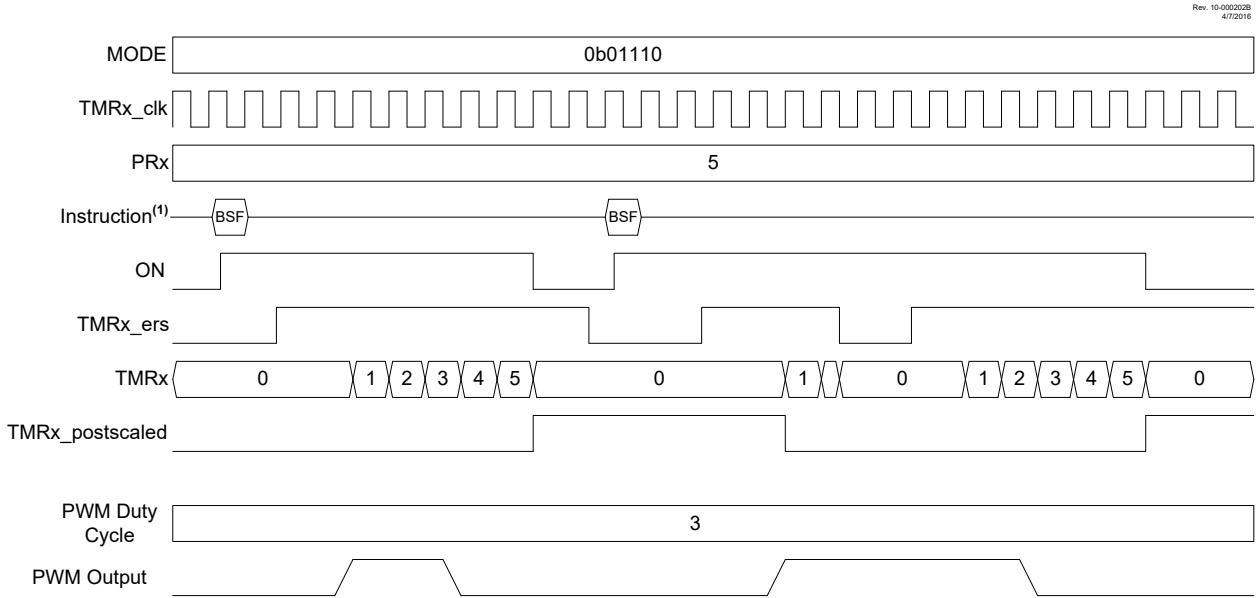 Rev. 10-000202B
4/7/2016
MODE 0b01110
TMRx_clk
PRx 5
Instruction(1) BSF BSF
ON
TMRx_ers
TMRx 0 1 2 3 4 5 0 1 0 1 2 3 4 5 0
TMRx_postscaled
PWM Duty
Cycle 3
PWM Output